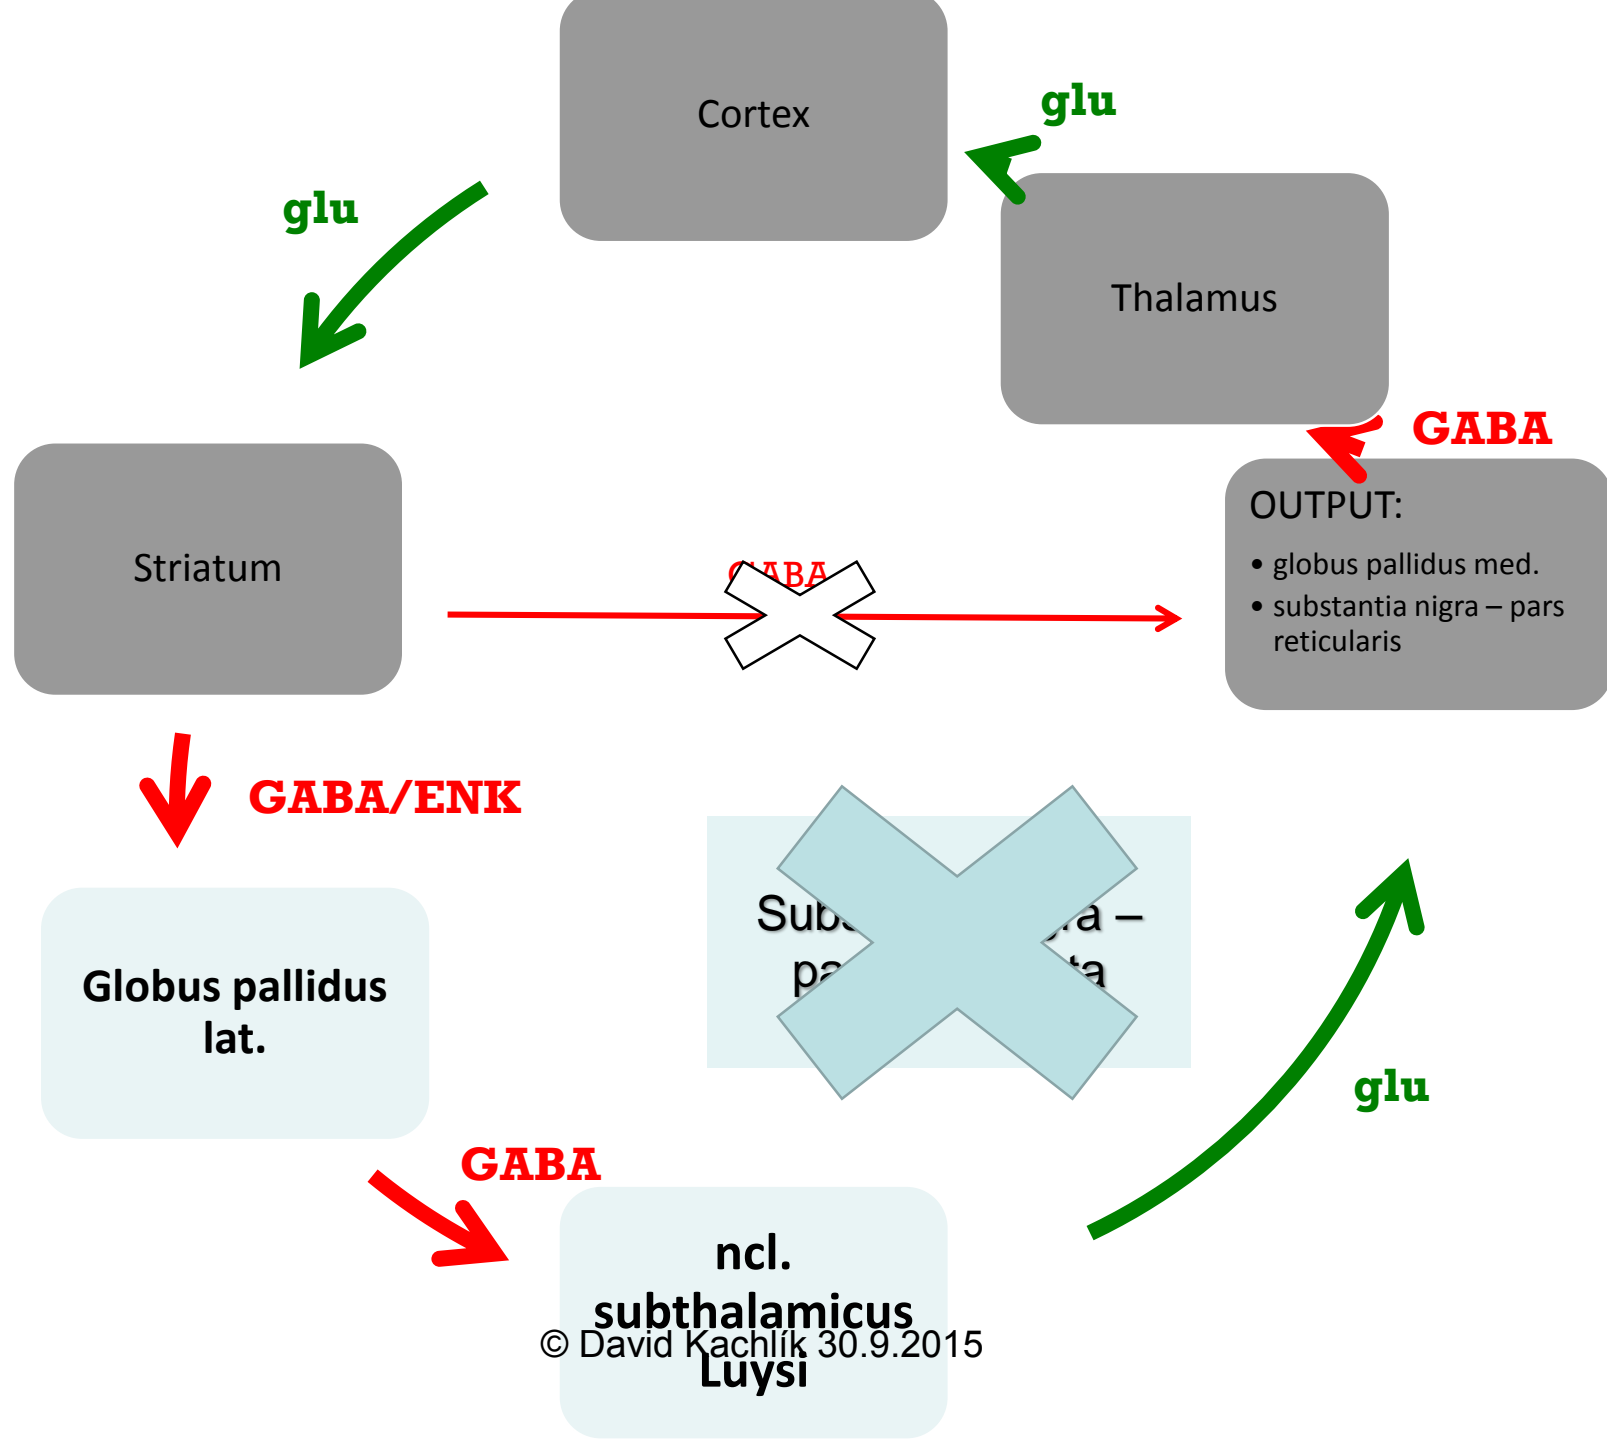 Cortex
glu
glu
Thalamus
GABA
Striatum
OUTPUT:
• globus pallidus med.
• substantia nigra – pars
reticularis
GABA/ENK
–
Globus pallidus
lat.
glu
GABA
ncl.
subthalamicus
© David Kachlík 30.9.2015
Luysi